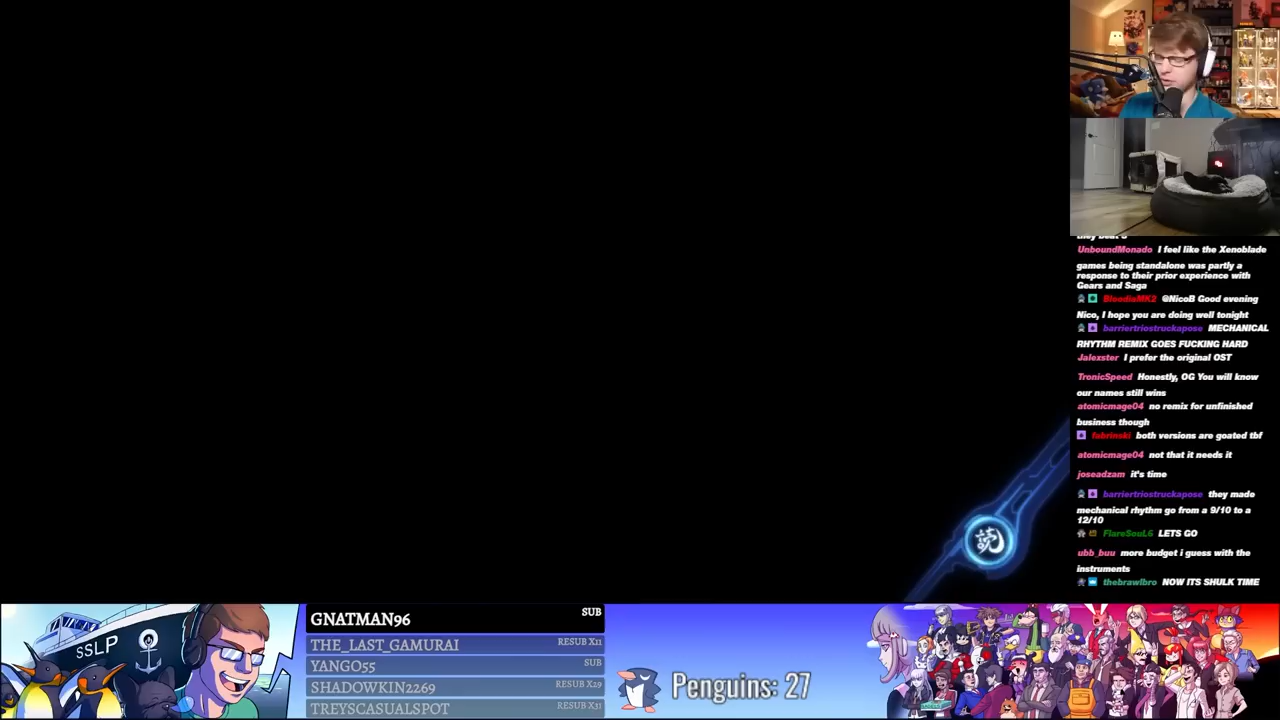 UnboundMonado I feel like the Xenoblade
games being standalone was partly a
response to their prior experience with
Gears and Saga
BloodiaMK2 @NicoB Good evening
Nico, I hope you are doing well tonight
barriertriostruckapose MECHANICAL
RHYTHM REMIX GOES FUCKING HARD
Jalexster I prefer the original OST
TronicSpeed Honestly, OG You will know
our names still wins
atomicmage04 no remix for unfinished
business though
fabrinski both versions are goated tbf
atomicmage04 not that it needs it
joseadzam it's time
barriertriostruckapose they made
mechanical rhythm go from a 9/10 to a
12/10
FlareSouL6 LETS GO
ubb_buu more budget i guess with the
instruments
thebrawlbro NOW ITS SHULK TIME
読
SSLP
GNATMAN96 SUB
THE_LAST_GAMURAI RESUB X11
YANGO55 SUB
SHADOWKIN2269 RESUB X29
TREYSCASUALSPOT RESUB X31
Penguins: 27